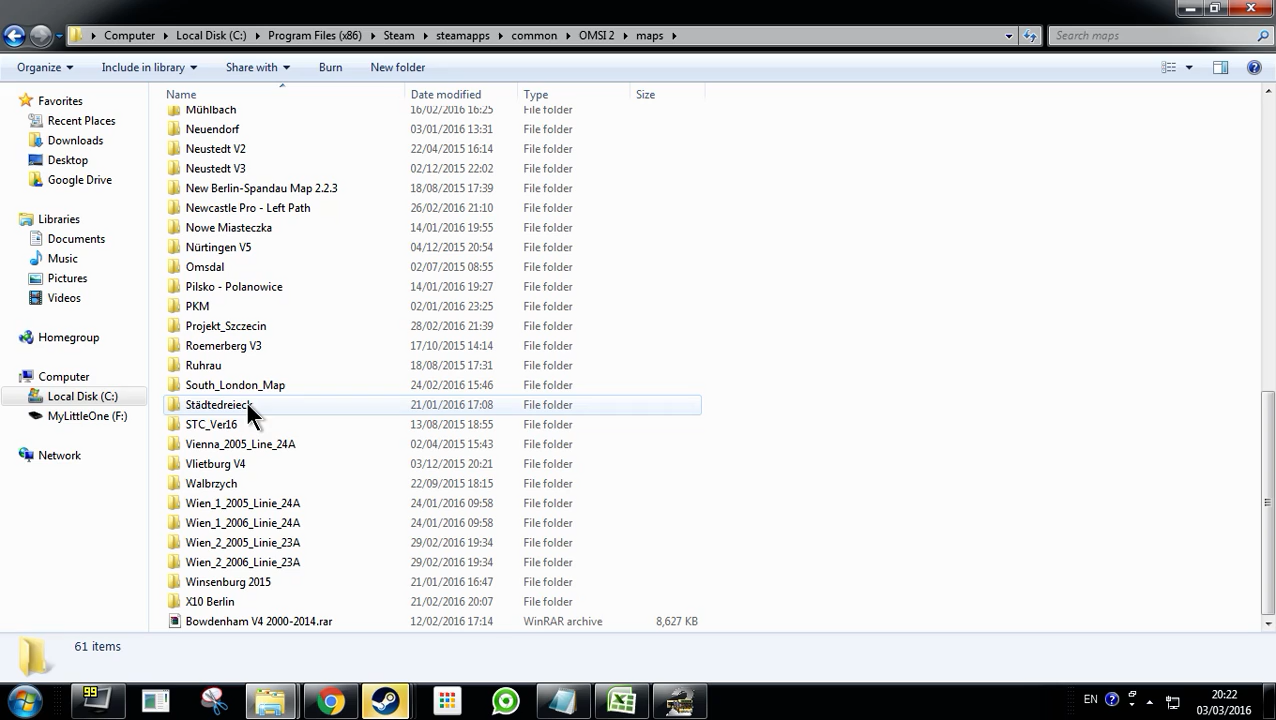 Computer Local Disk (C:) Program Files (x86) Steam steamapps common OMSI 2 maps Search maps
Organize Include in library Share with Burn New folder
Name Date modified Type Size
Favorites
Recent Places
Downloads
Desktop
Google Drive
Libraries
Documents
Music
Pictures
Videos
Homegroup
Computer
Local Disk (C:)
MyLittleOne (F:)
Network
Mühlbach 16/02/2016 16:25 File folder
Neuendorf 03/01/2016 13:31 File folder
Neustedt V2 22/04/2015 16:14 File folder
Neustedt V3 02/12/2015 22:02 File folder
New Berlin-Spandau Map 2.2.3 18/08/2015 17:39 File folder
Newcastle Pro - Left Path 26/02/2016 21:10 File folder
Nowe Miasteczka 14/01/2016 19:55 File folder
Nürtingen V5 04/12/2015 20:54 File folder
Omsdal 02/07/2015 08:55 File folder
Pilsko - Polanowice 14/01/2016 19:27 File folder
PKM 02/01/2016 23:25 File folder
Projekt_Szczecin 28/02/2016 21:39 File folder
Roemerberg V3 17/10/2015 14:14 File folder
Ruhrau 18/08/2015 17:31 File folder
South_London_Map 24/02/2016 15:46 File folder
Städtedreieck 21/01/2016 17:08 File folder
STC_Ver16 13/08/2015 18:55 File folder
Vienna_2005_Line_24A 02/04/2015 15:43 File folder
Vlietburg V4 03/12/2015 20:21 File folder
Walbrzych 22/09/2015 18:15 File folder
Wien_1_2005_Linie_24A 24/01/2016 09:58 File folder
Wien_1_2006_Linie_24A 24/01/2016 09:58 File folder
Wien_2_2005_Linie_23A 29/02/2016 19:34 File folder
Wien_2_2006_Linie_23A 29/02/2016 19:34 File folder
Winsenburg 2015 21/01/2016 16:47 File folder
X10 Berlin 21/02/2016 20:07 File folder
Bowdenham V4 2000-2014.rar 12/02/2016 17:14 WinRAR archive 8,627 KB
61 items
99
EN 20:22
03/03/2016